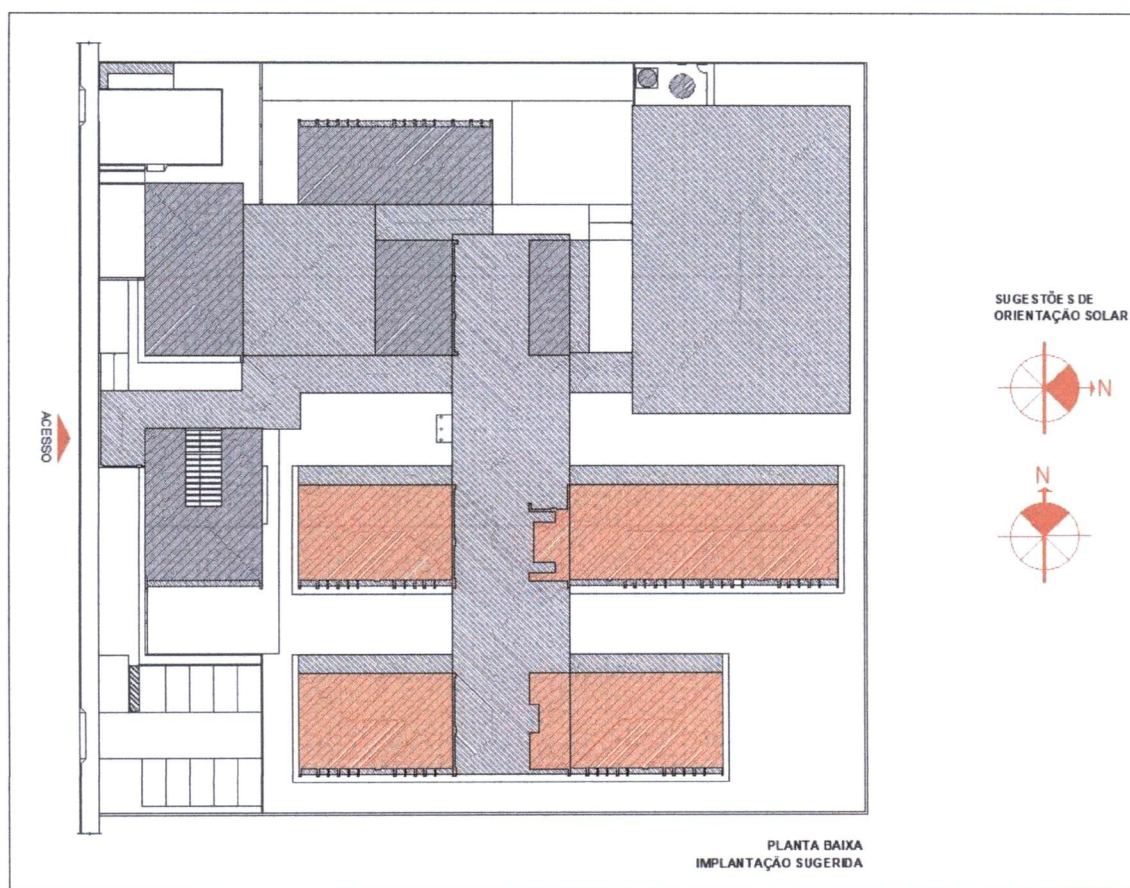 SUGESTÕES DE
ORIENTAÇÃO SOLAR
N
N
ACESSO
PLANTA BAIXA
IMPLANTAÇÃO SUGERIDA